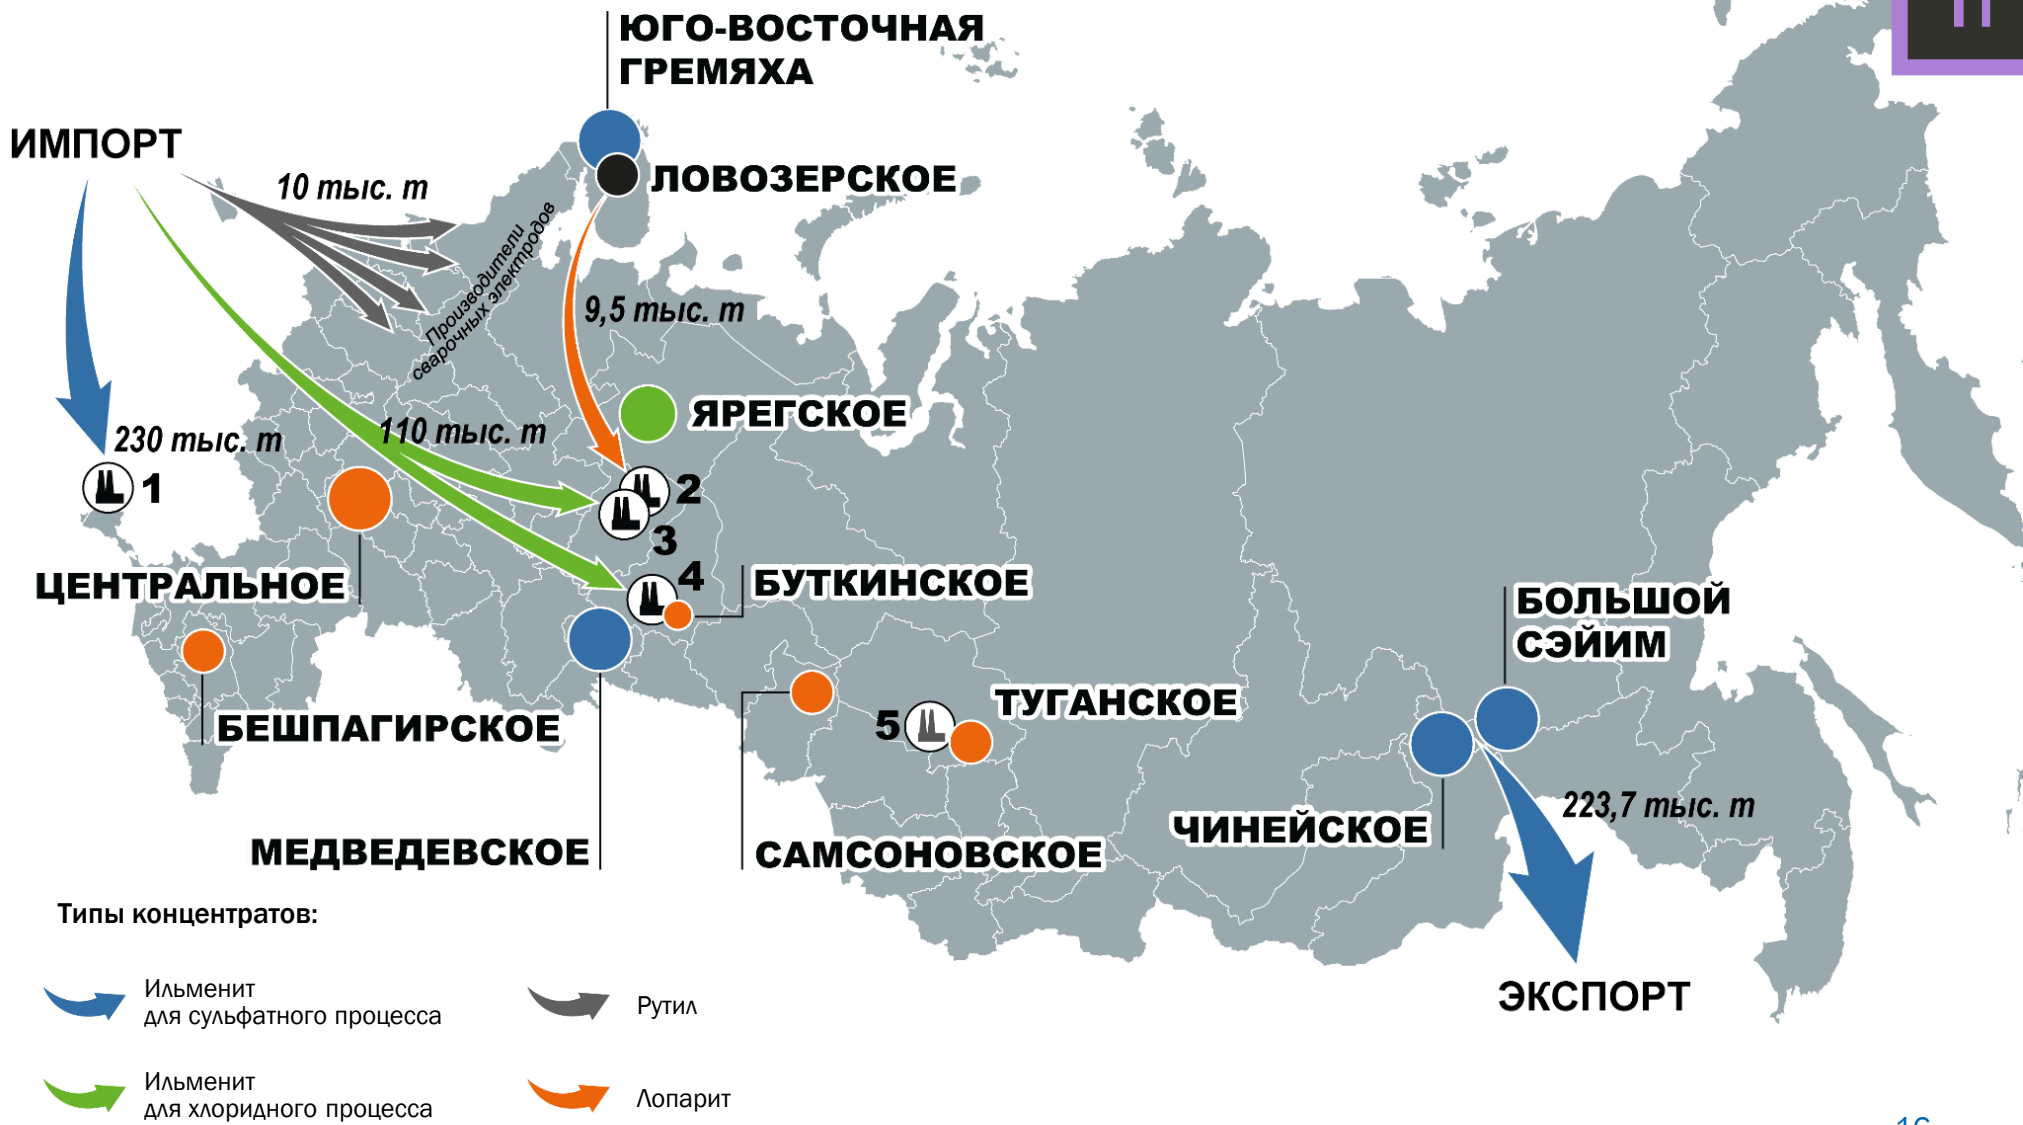 ЮГО-ВОСТОЧНАЯ
ГРЕМЯХА
ИМПОРТ
10 тыс. т
ЛОВОЗЕРСКОЕ
Производители
сварочных электродов
9,5 тыс. т
ЯРЕГСКОЕ
110 тыс. т
230 тыс. т
1
2
3
4
ЦЕНТРАЛЬНОЕ
БУТКИНСКОЕ
БОЛЬШОЙ
СЭЙИМ
ТУГАНСКОЕ
5
БЕШПАГИРСКОЕ
223,7 тыс. т
ЧИНЕЙСКОЕ
МЕДВЕДЕВСКОЕ
САМСОНОВСКОЕ
Типы концентратов:
ЭКСПОРТ
Ильменит
для сульфатного процесса
Рутил
Ильменит
для хлоридного процесса
Лопарит